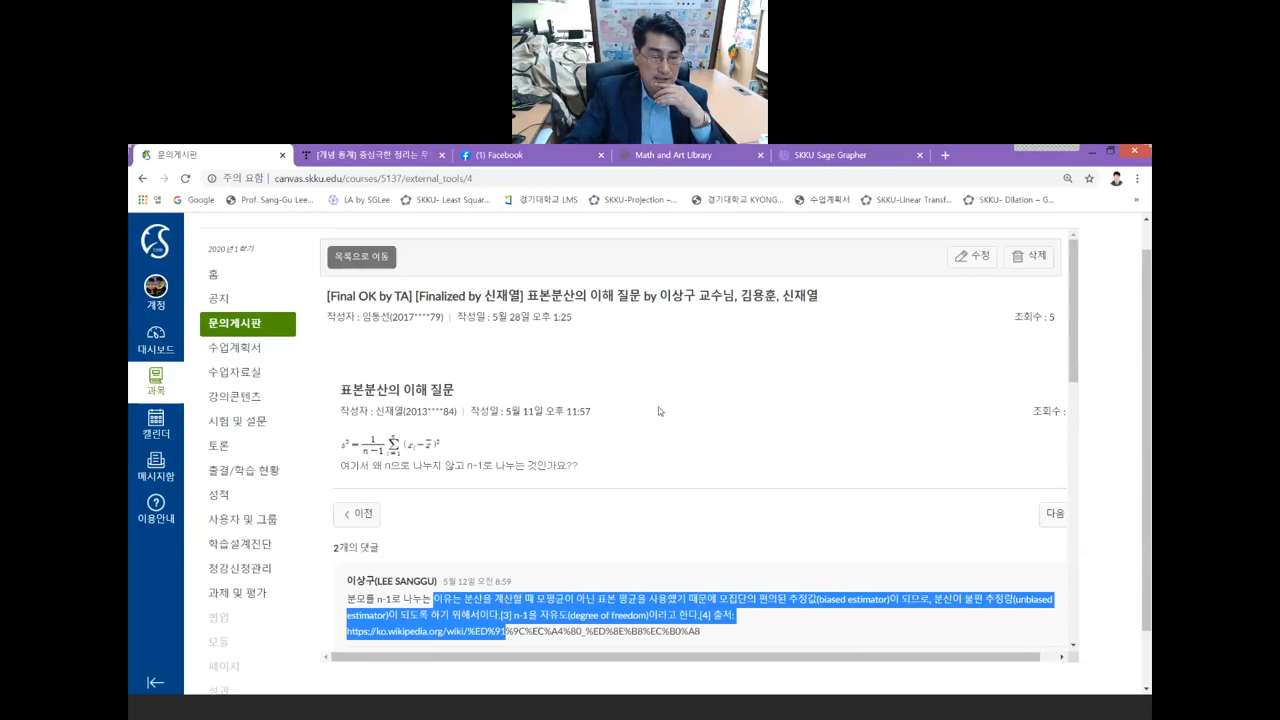 문의게시판
[개념 통계] 중심극한 정리는 무
(1) Facebook
Math and Art Library
SKKU Sage Grapher
주의 요함 | canvas.skku.edu/courses/5137/external_tools/4
앱
Google
Prof. Sang-Gu Lee...
LA by SGLee
SKKU- Least Squar...
경기대학교 LMS
SKKU-Projection –...
경기대학교 KYONG...
수업계획서
SKKU-Linear Transf...
SKKU- Dilation – G...
계정
대시보드
과목
캘린더
메시지함
이용안내
2020년 1학기
홈
공지
문의게시판
수업계획서
수업자료실
강의콘텐츠
시험 및 설문
토론
출결/학습 현황
성적
사용자 및 그룹
학습설계진단
정강신청관리
과제 및 평가
협업
모듈
페이지
목록으로 이동
수정
삭제
[Final OK by TA] [Finalized by 신재열] 표본분산의 이해 질문 by 이상구 교수님, 김용훈, 신재열
작성자 : 임동선(2017****79) | 작성일 : 5월 28일 오후 1:25
조회수 : 5
표본분산의 이해 질문
작성자 : 신재열(2013****84) | 작성일 : 5월 11일 오후 11:57
조회수 :
s² = 1/(n−1) ∑ i=1 n (xᵢ − x̄)²
여기서 왜 n으로 나누지 않고 n-1로 나누는 것인가요??
< 이전
다음
2개의 댓글
이상구(LEE SANGGU) 5월 12일 오전 8:59
분모를 n-1로 나누는 이유는 분산을 계산할 때 모평균이 아닌 표본 평균을 사용했기 때문에 모집단의 편의된 추정값(biased estimator)이 되므로, 분산이 불편 추정량(unbiased
estimator)이 되도록 하기 위해서이다.[3] n-1을 자유도(degree of freedom)이라고 한다.[4] 출처:
https://ko.wikipedia.org/wiki/%ED%91%9C%EC%A4%80_%ED%8E%B8%EC%B0%A8